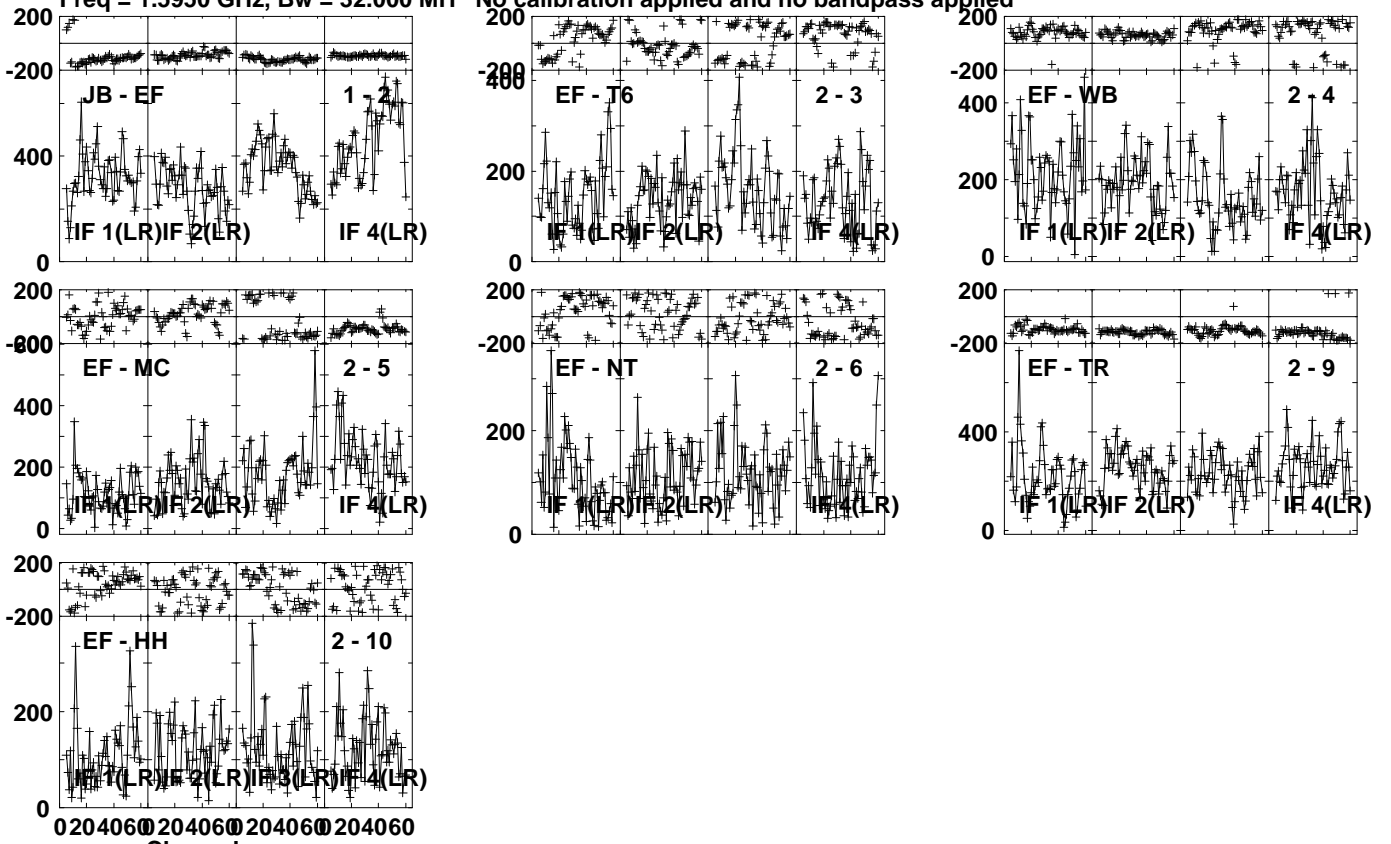 Freq = 1.5950 GHz, Bw = 32.000 MH No calibration applied and no bandpass applied
200
-200
JB - EF 1 - 2
400
0
IF 1(LR) IF 2(LR) IF 4(LR)
200
-200
400
EF - T6 2 - 3
200
0
IF 1(LR) IF 2(LR) IF 4(LR)
200
-200
EF - WB 2 - 4
400
200
0
IF 1(LR) IF 2(LR) IF 4(LR)
200
-200
600
EF - MC 2 - 5
400
200
0
IF 1(LR) IF 2(LR) IF 4(LR)
200
-200
EF - NT 2 - 6
200
0
IF 1(LR) IF 2(LR) IF 4(LR)
200
-200
EF - TR 2 - 9
400
0
IF 1(LR) IF 2(LR) IF 4(LR)
200
-200
EF - HH 2 - 10
200
0
IF 1(LR) IF 2(LR) IF 3(LR) IF 4(LR)
0 20 40 60 0 20 40 60 0 20 40 60 0 20 40 60